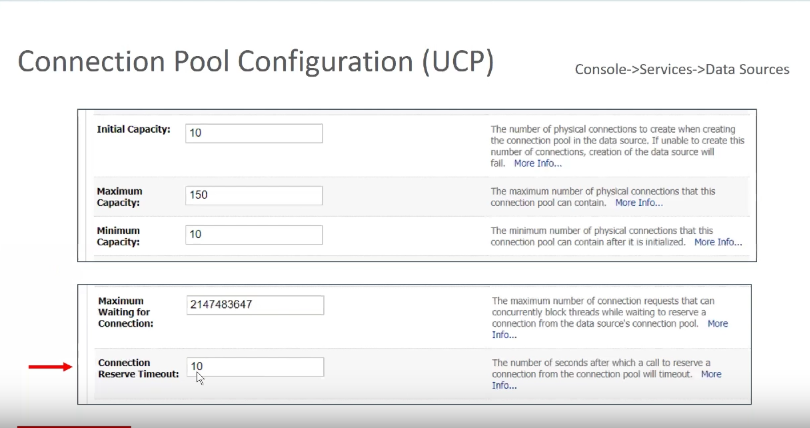 Connection Pool Configuration (UCP)
Console->Services->Data Sources
Initial Capacity:
10
The number of physical connections to create when creating
the connection pool in the data source. If unable to create this
number of connections, creation of the data source will
fail. More Info...
Maximum
Capacity:
150
The maximum number of physical connections that this
connection pool can contain. More Info...
Minimum
Capacity:
10
The minimum number of physical connections that this
connection pool can contain after it is initialized. More Info...
Maximum
Waiting for
Connection:
2147483647
The maximum number of connection requests that can
concurrently block threads while waiting to reserve a
connection from the data source's connection pool. More
Info...
Connection
Reserve Timeout:
10
The number of seconds after which a call to reserve a
connection from the connection pool will timeout. More
Info...